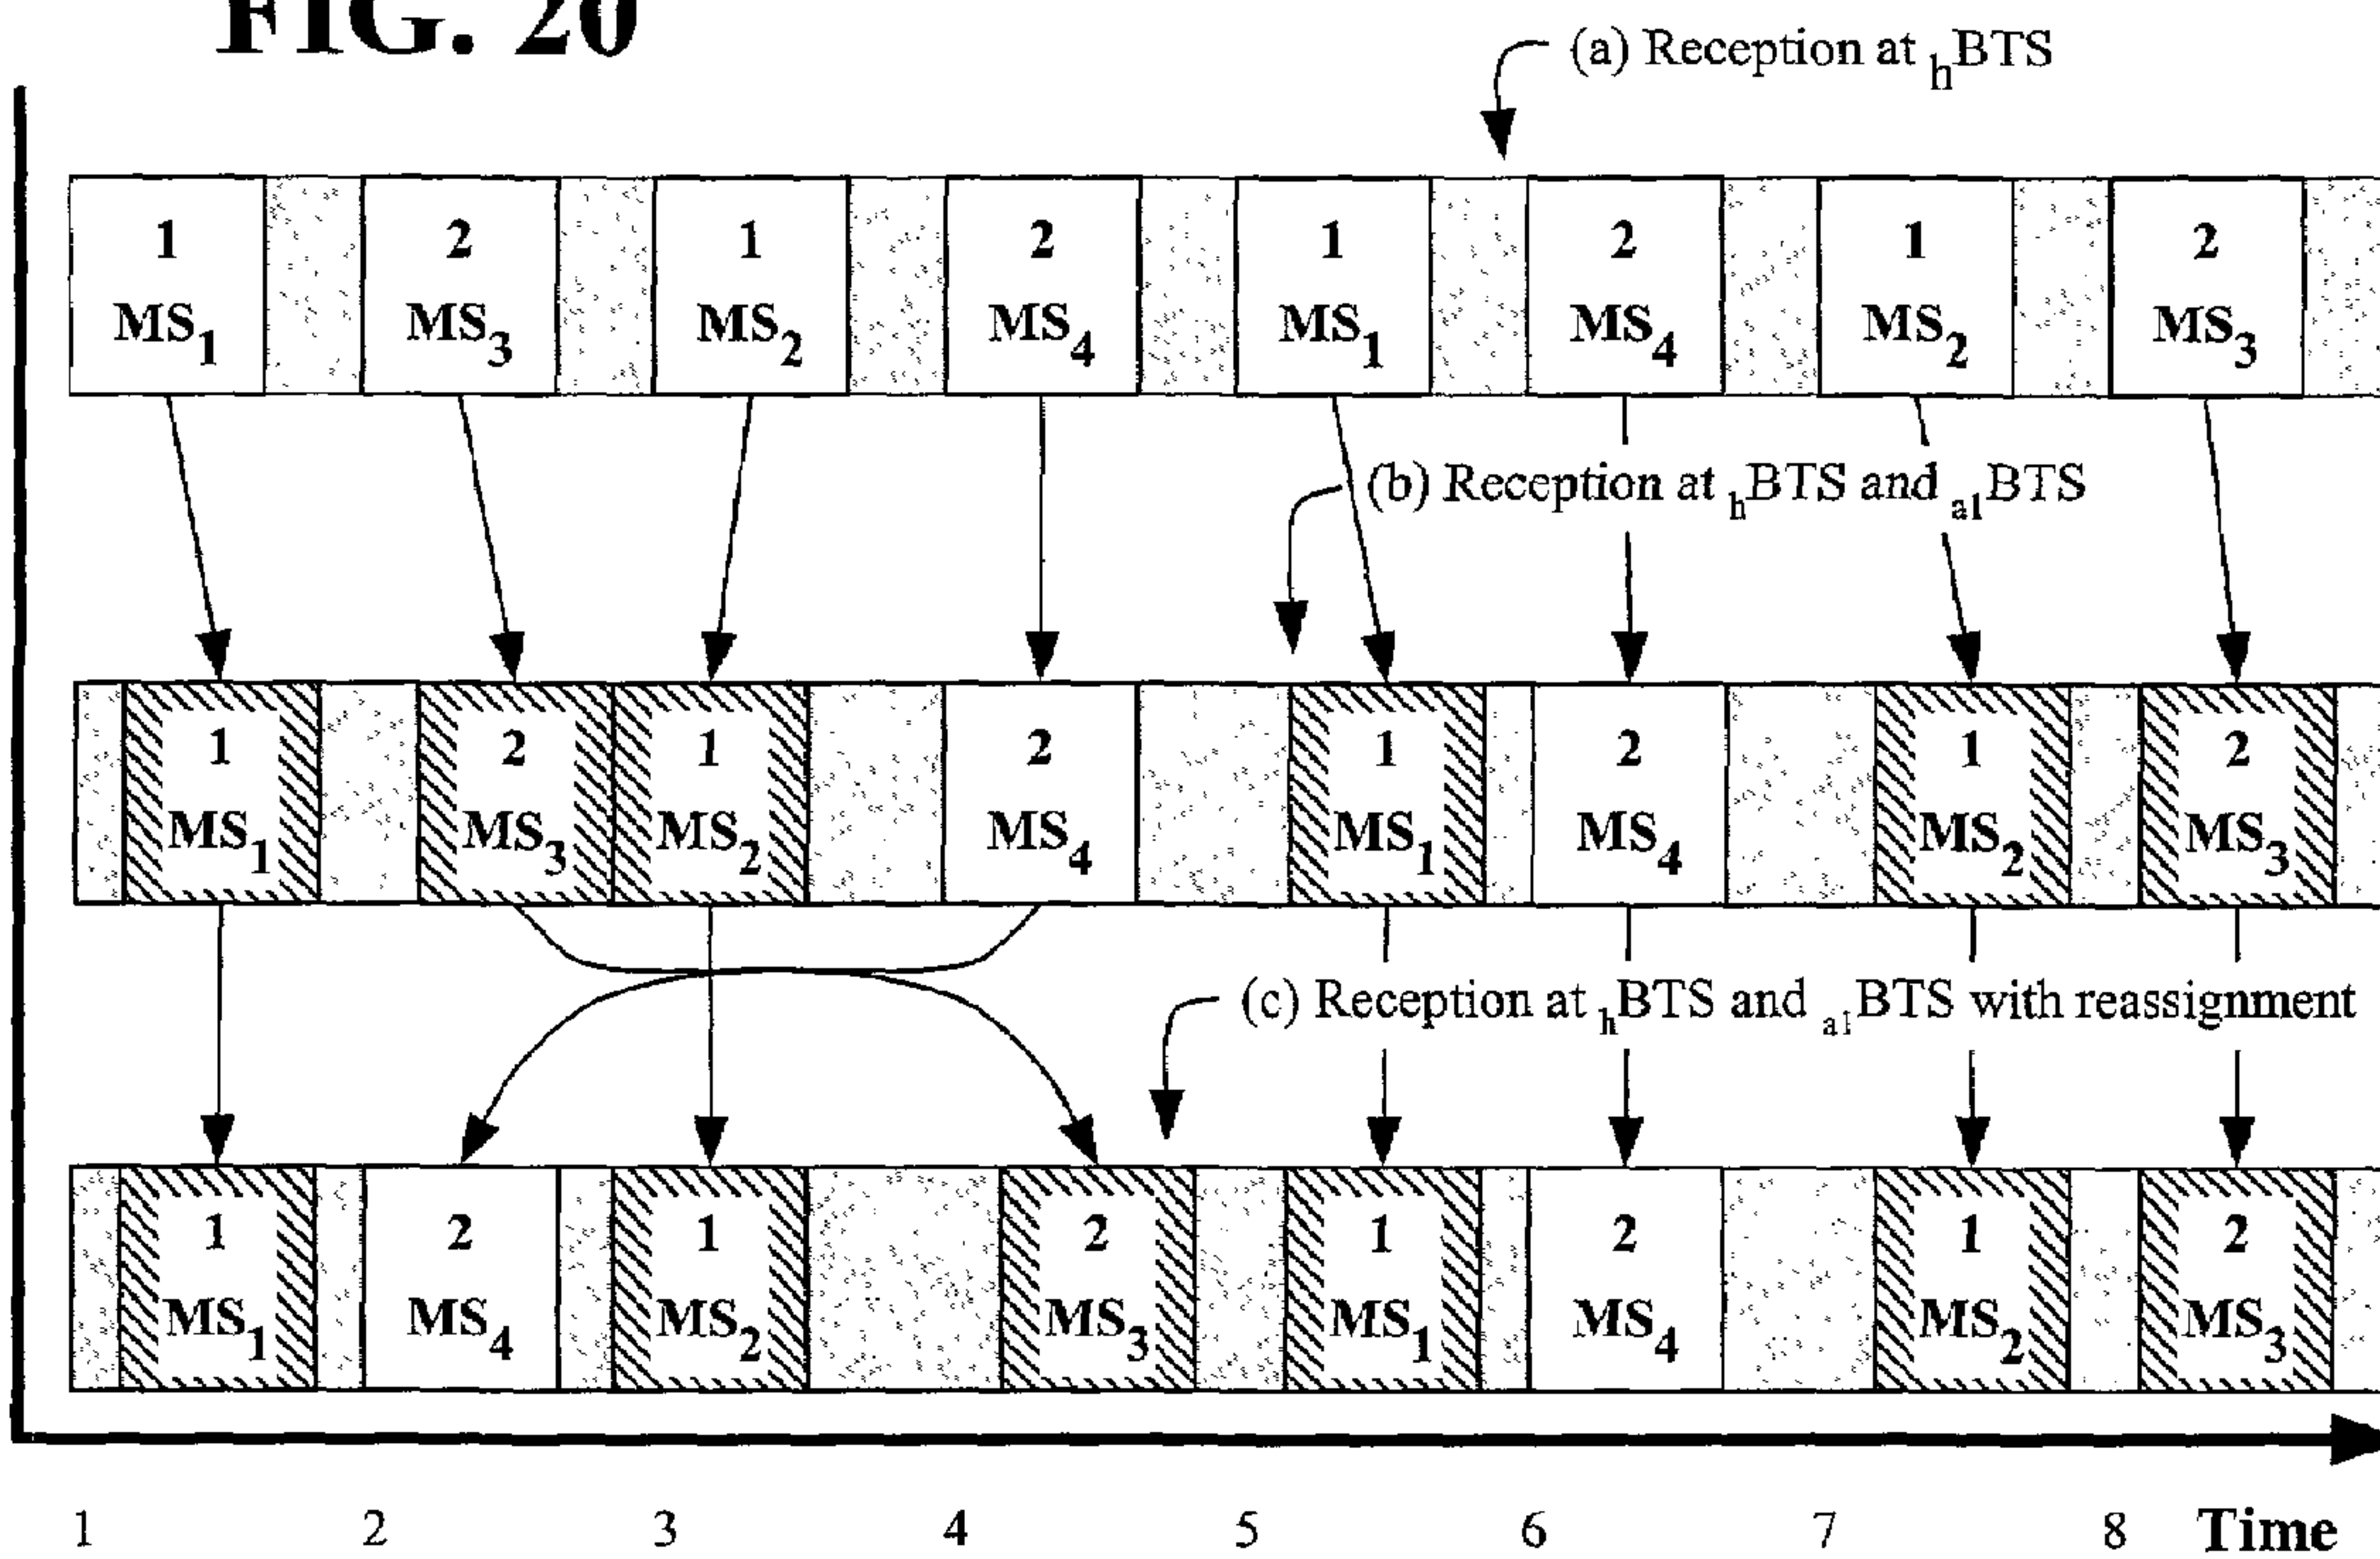 FIG. 20
(a) Reception at hBTS
1 2 1 2 1 2 1 2
MS1 MS3 MS2 MS4 MS1 MS4 MS2 MS3
(b) Reception at hBTS and a1BTS
1 2 1 2 1 2 1 2
MS1 MS3 MS2 MS4 MS1 MS4 MS2 MS3
(c) Reception at hBTS and a1BTS with reassignment
1 2 1 2 1 2 1 2
MS1 MS4 MS2 MS3 MS1 MS4 MS2 MS3
1 2 3 4 5 6 7 8 Time